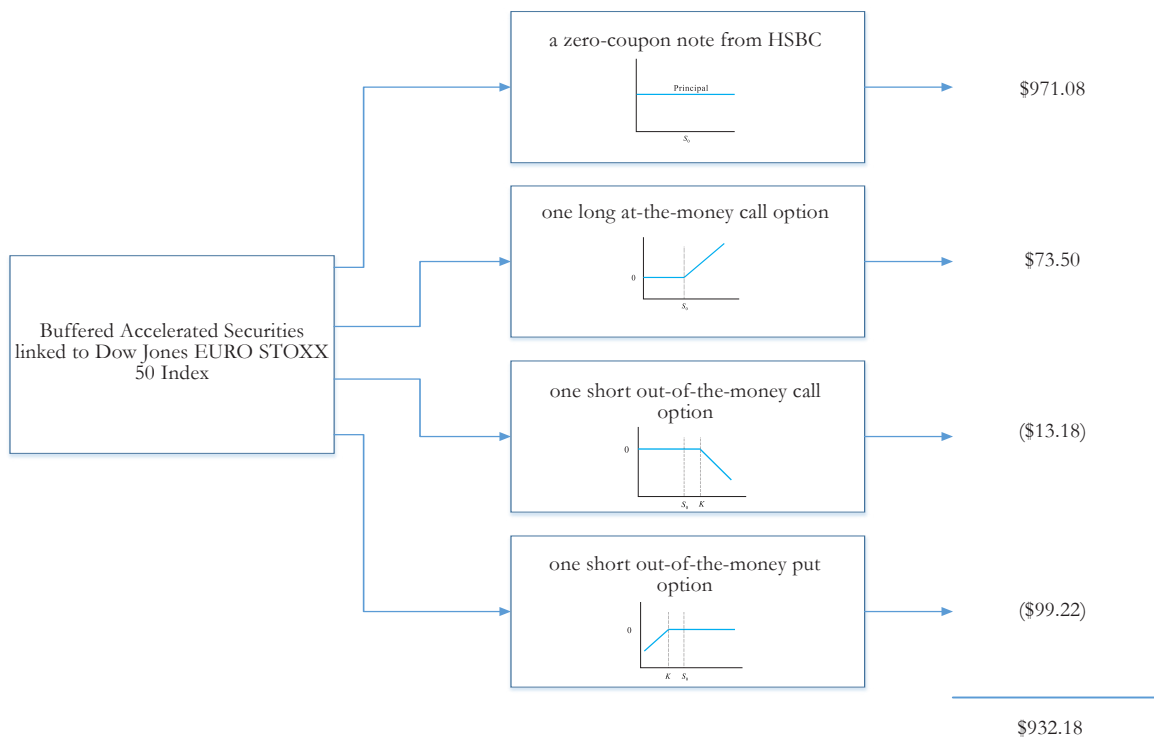 a zero-coupon note from HSBC
Principal
S₀
$971.08
one long at-the-money call option
0
S₀
$73.50
Buffered Accelerated Securities
linked to Dow Jones EURO STOXX
50 Index
one short out-of-the-money call
option
0
S₀ K
($13.18)
one short out-of-the-money put
option
0
K S₀
($99.22)
$932.18